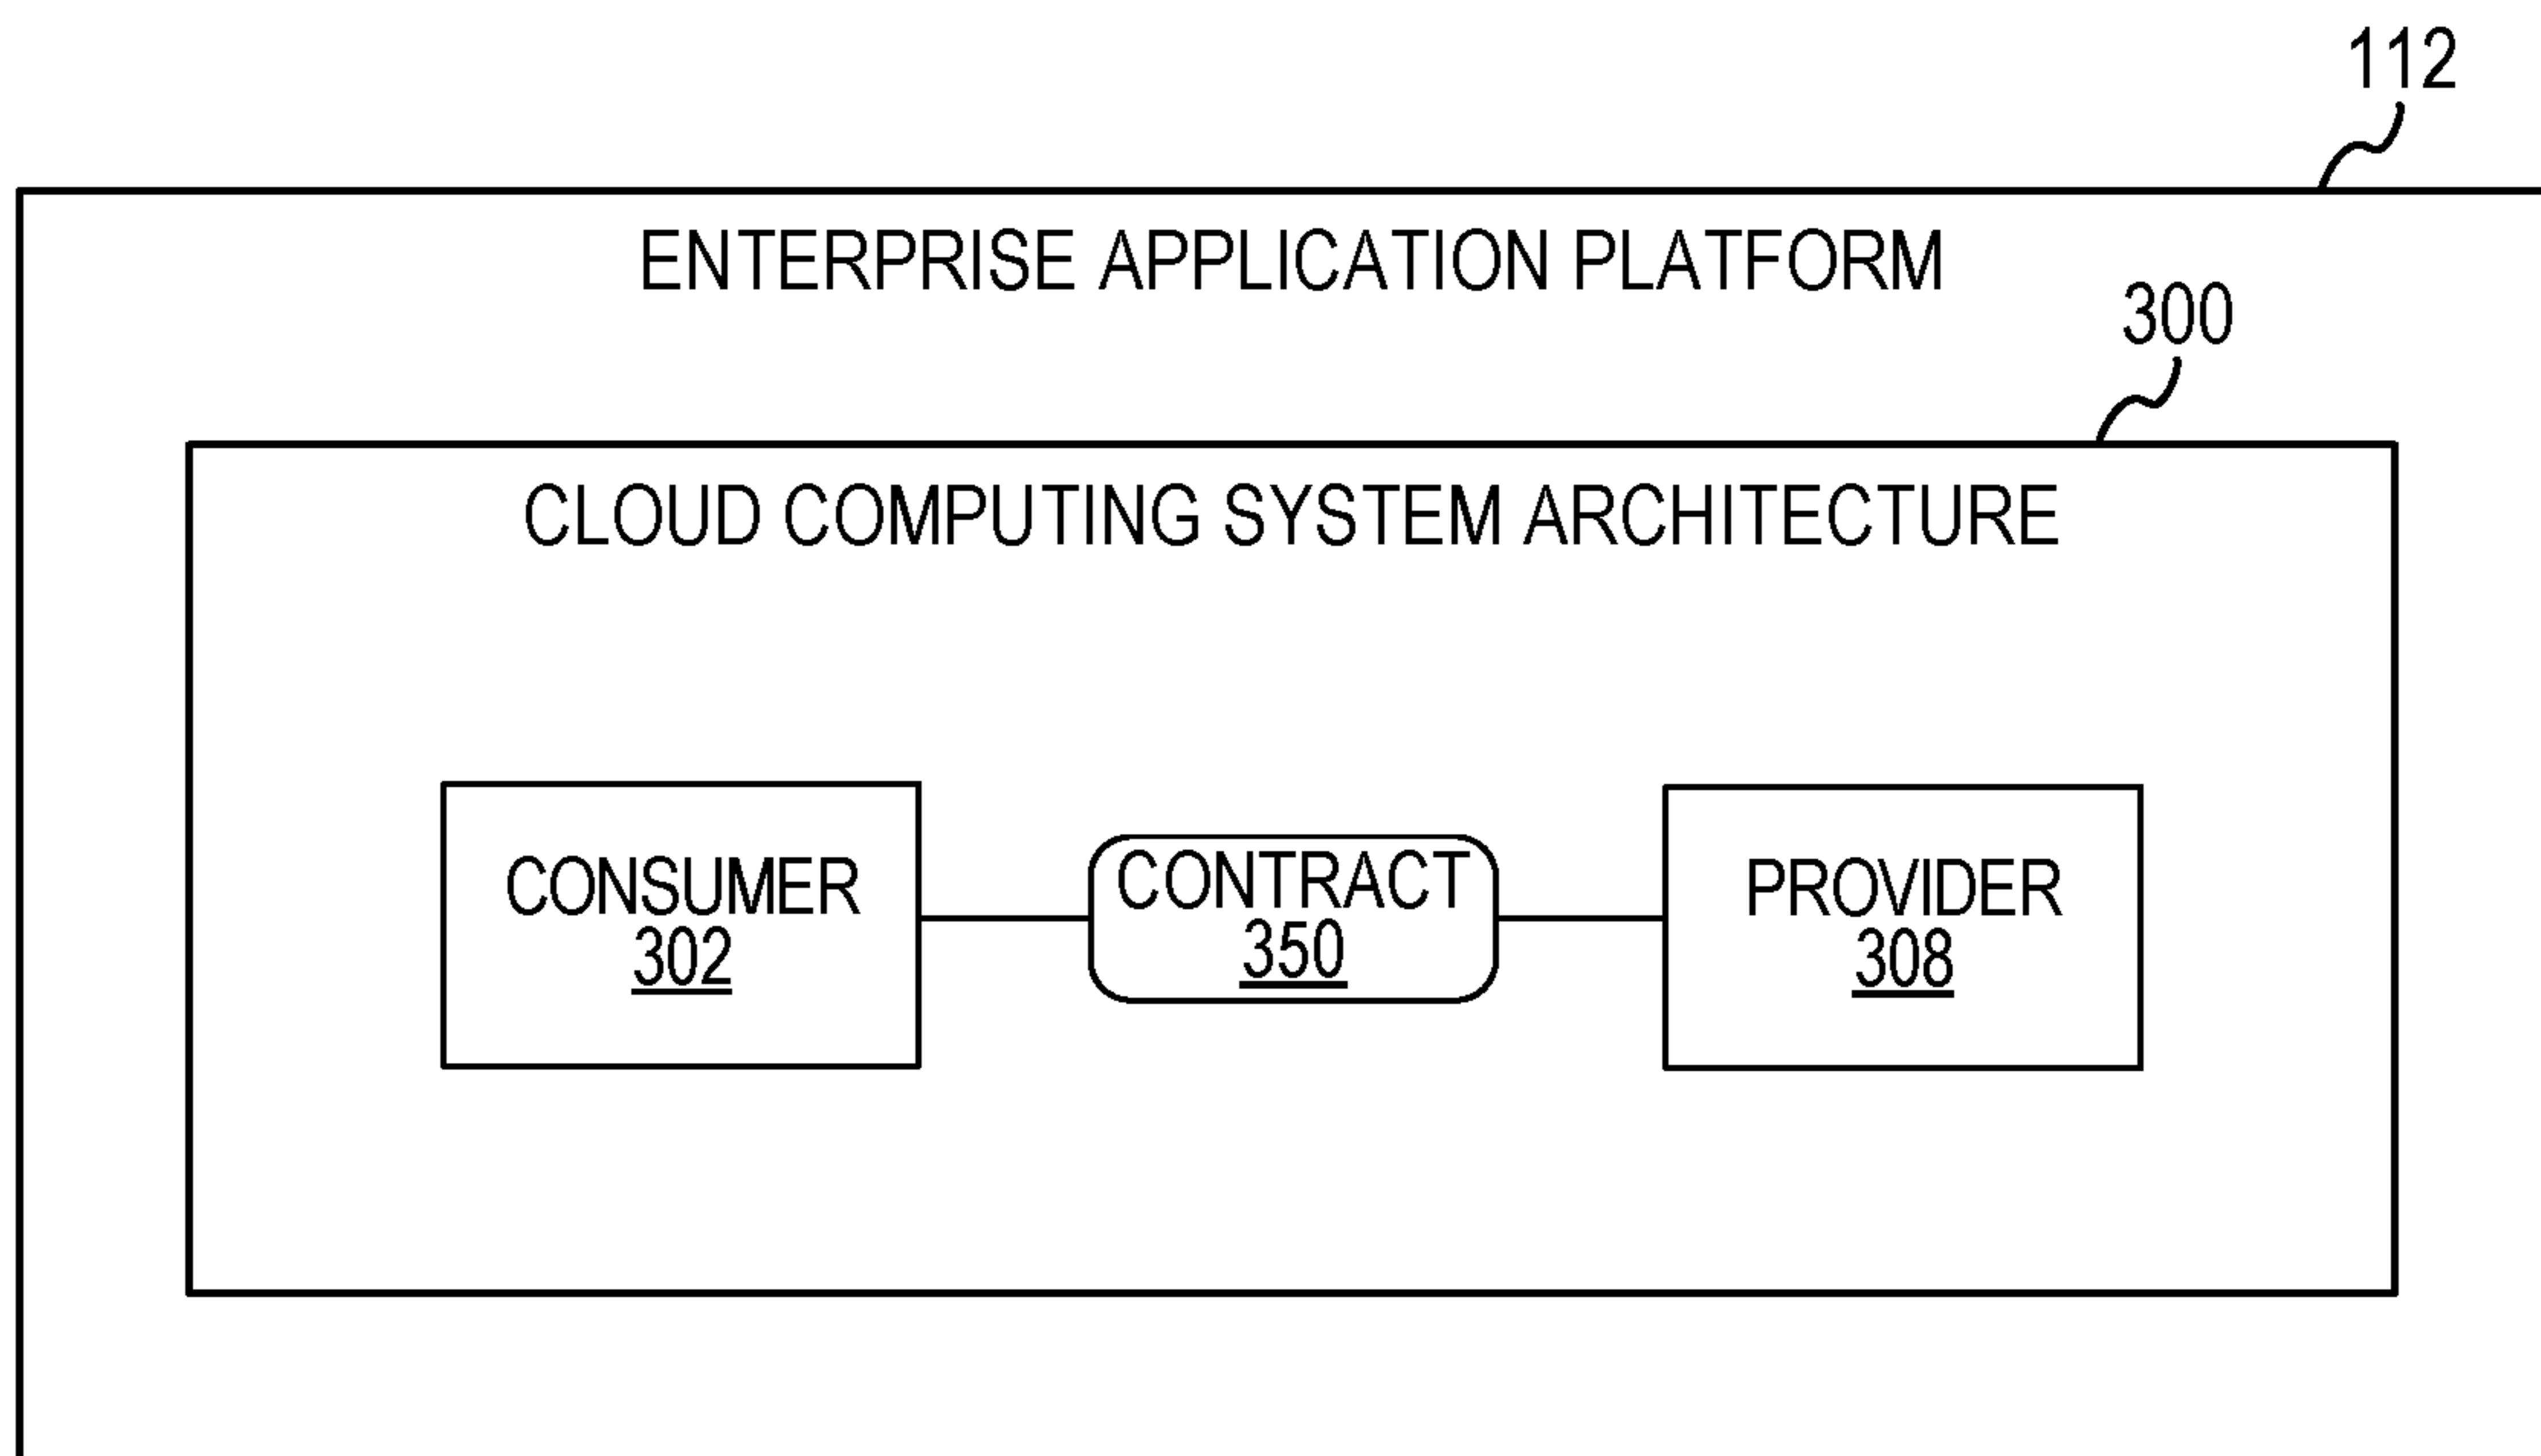 112
ENTERPRISE APPLICATION PLATFORM
300
CLOUD COMPUTING SYSTEM ARCHITECTURE
CONSUMER
302
CONTRACT
350
PROVIDER
308